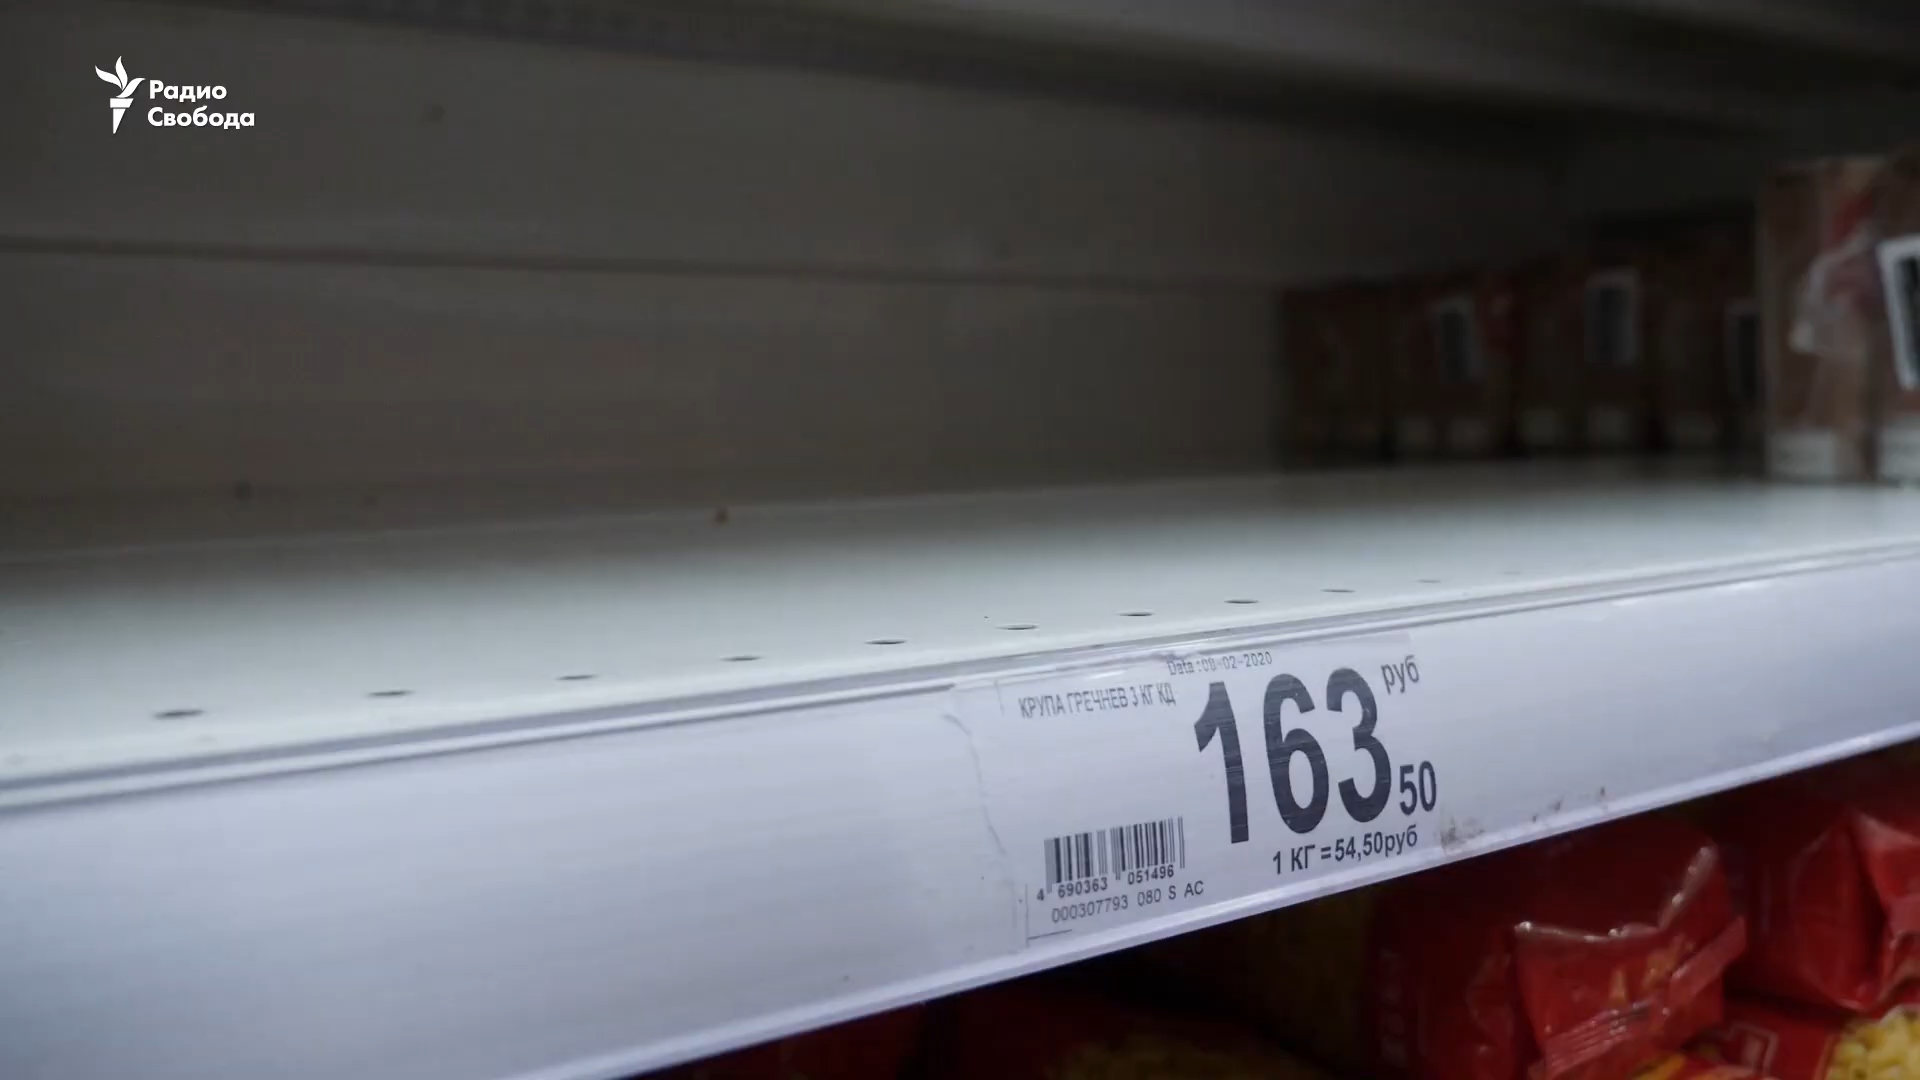 Радио
Свобода
Data :08-02-2020
КРУПА ГРЕЧНЕВ 3 КГ КД
163 50 руб
1 КГ = 54,50руб
4 690363 051496
000307793 080 S AC